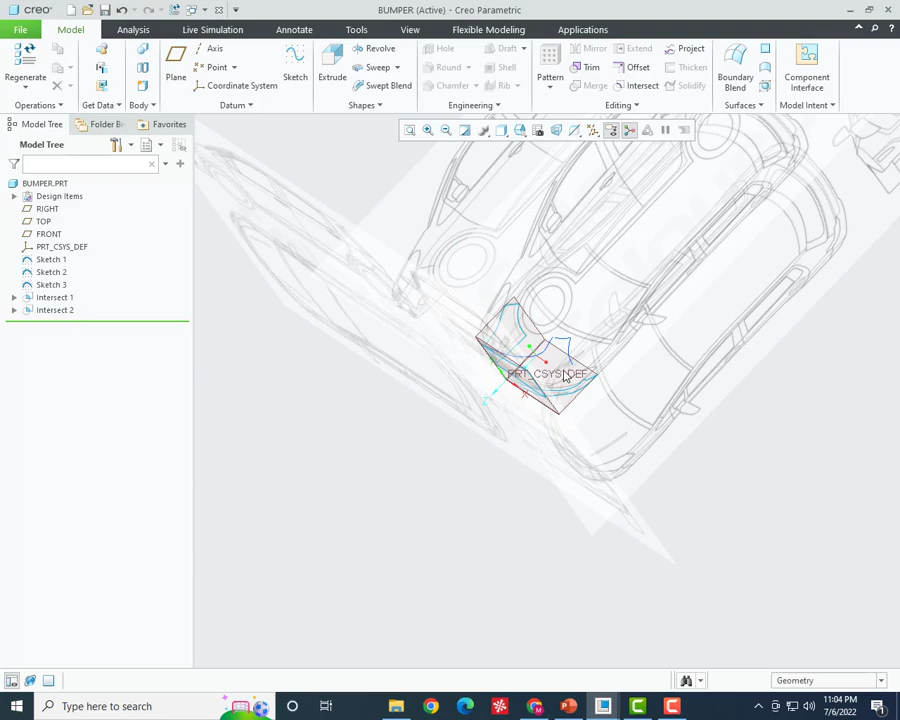 creo
BUMPER (Active) - Creo Parametric
File Model Analysis Live Simulation Annotate Tools View Flexible Modeling Applications
Regenerate
Operations
Get Data
Body
Plane
Axis
Point
Coordinate System
Sketch
Datum
Extrude
Revolve
Sweep
Swept Blend
Shapes
Hole
Round
Chamfer
Draft
Shell
Rib
Engineering
Pattern
Mirror
Trim
Merge
Extend
Offset
Intersect
Project
Thicken
Solidify
Editing
Boundary
Blend
Surfaces
Component
Interface
Model Intent
Model Tree Folder B Favorites
Model Tree
BUMPER.PRT
Design Items
RIGHT
TOP
FRONT
PRT_CSYS_DEF
Sketch 1
Sketch 2
Sketch 3
Intersect 1
Intersect 2
PRT_CSYS_DEF
X
Z
Geometry
Type here to search
11:04 PM
7/6/2022
1